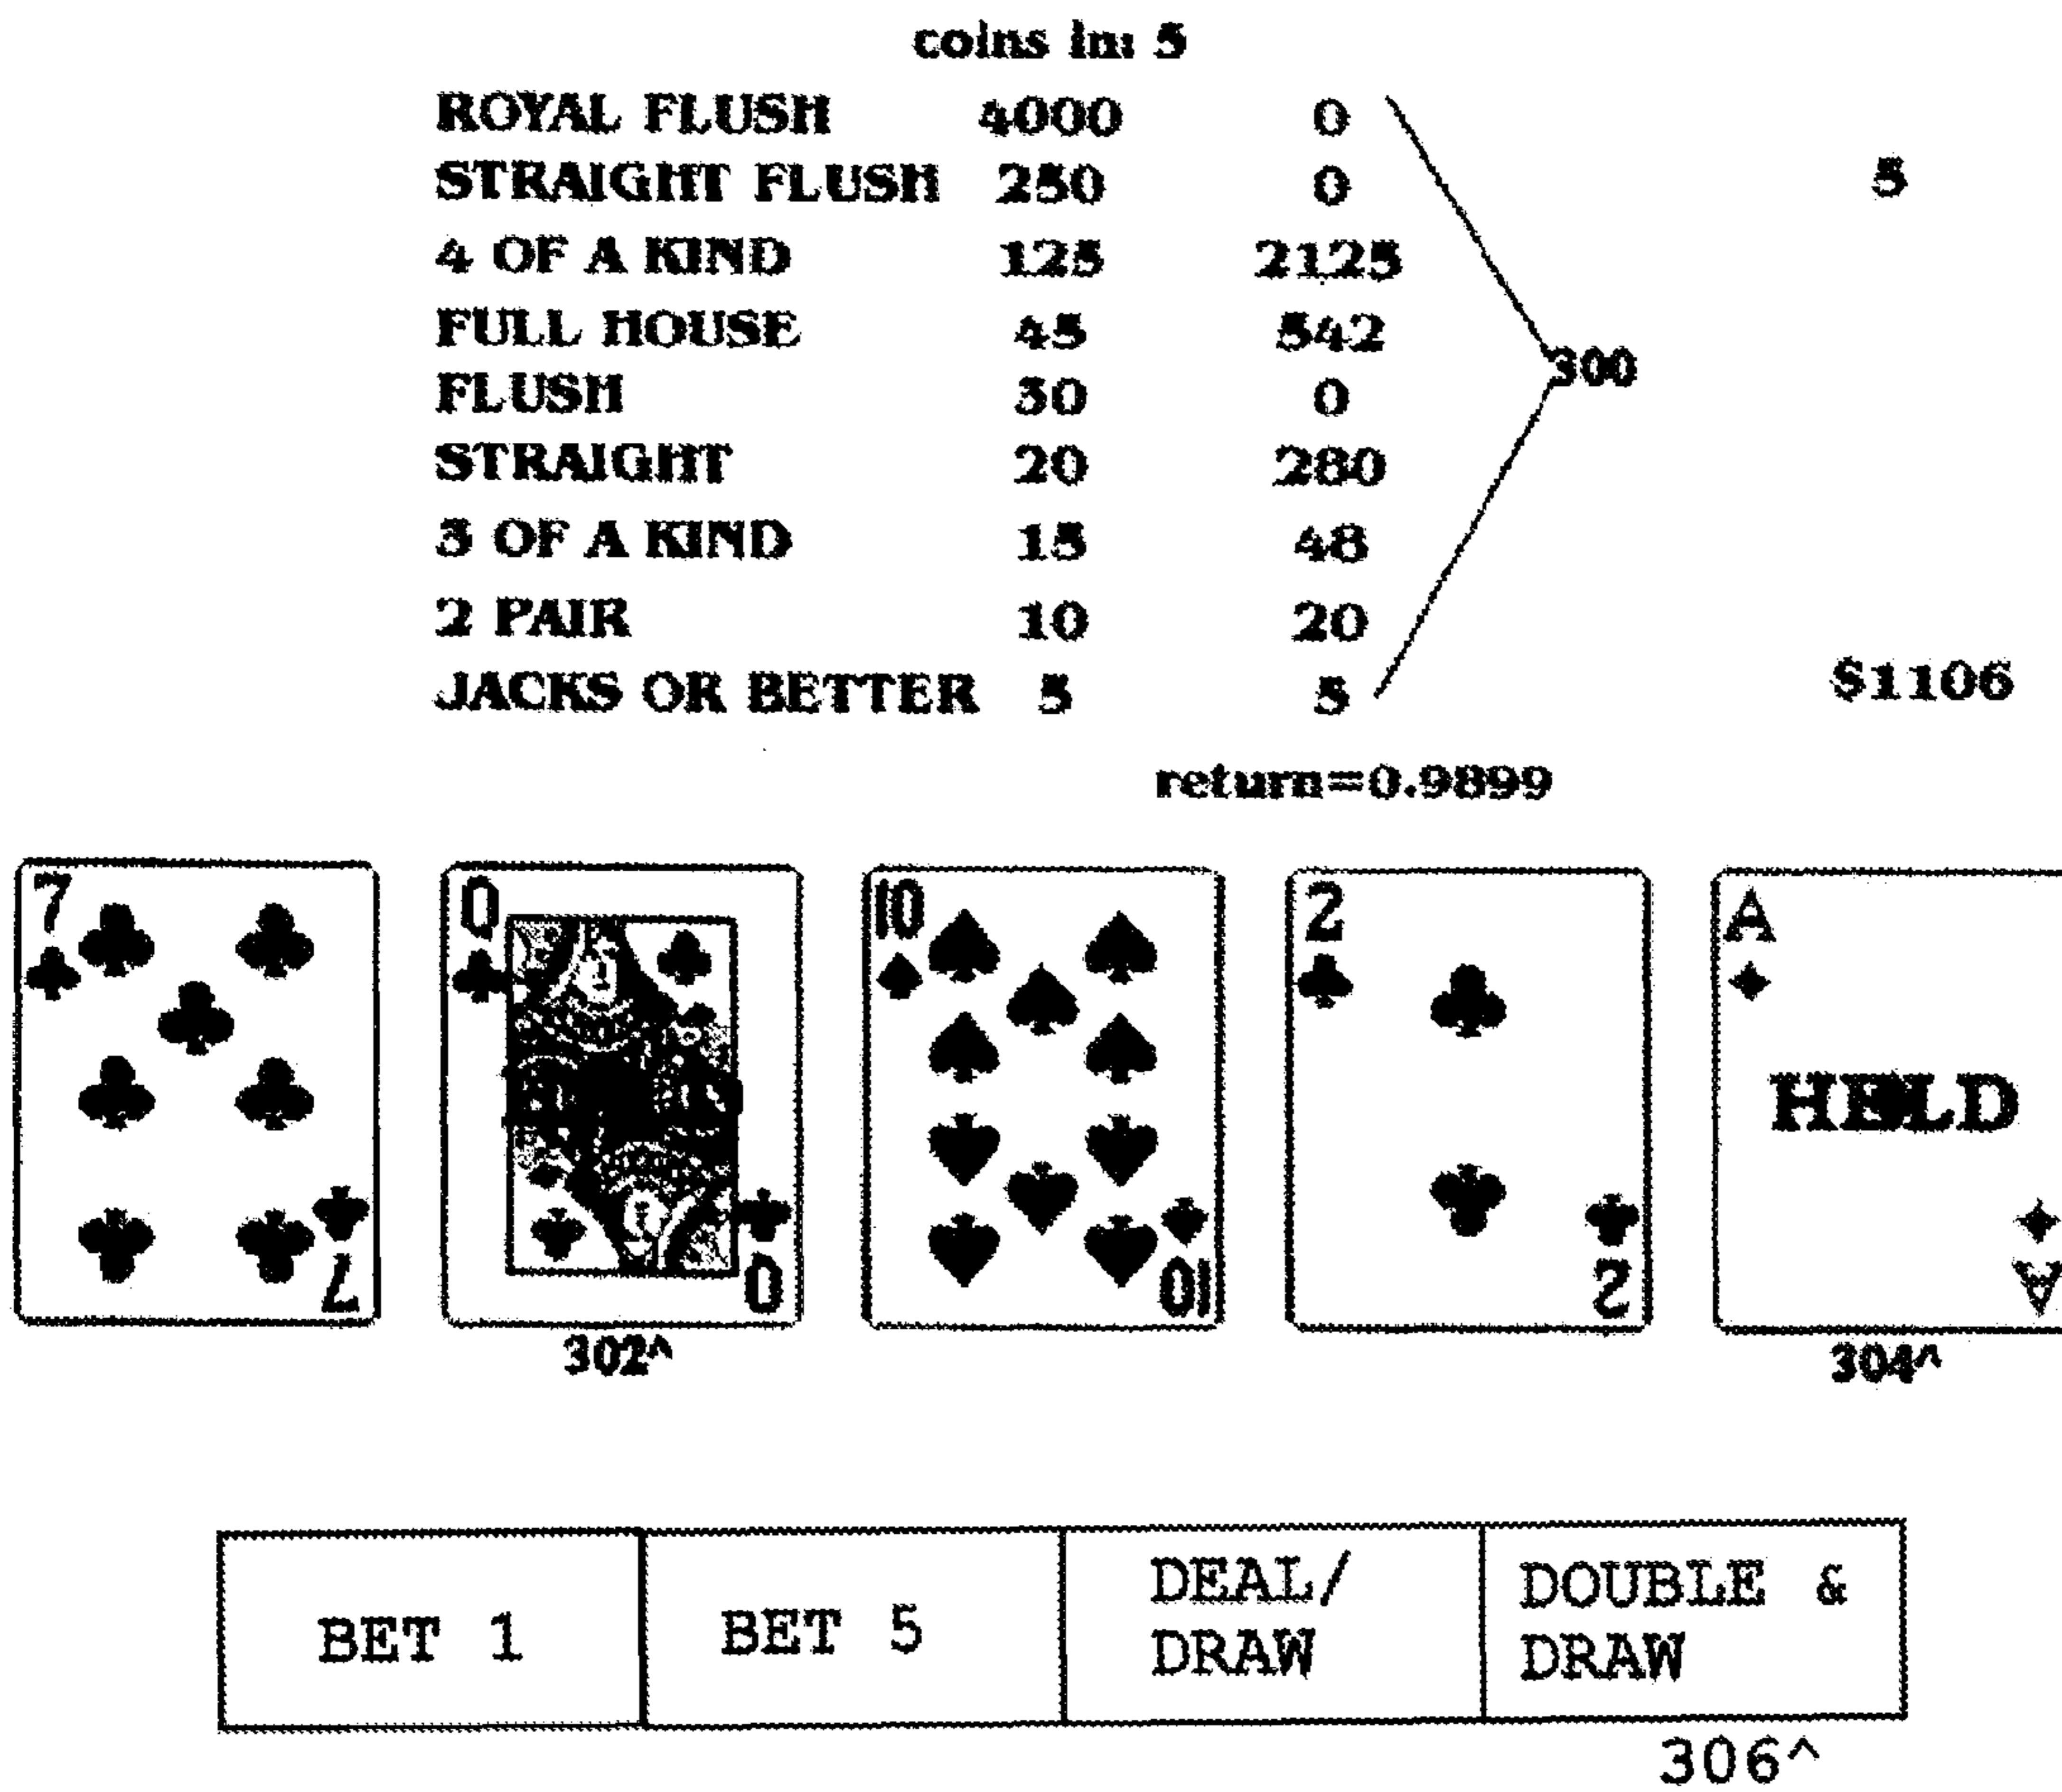 coins in: 5
ROYAL FLUSH 4000 0
STRAIGHT FLUSH 250 0 5
4 OF A KIND 125 2125
FULL HOUSE 45 542
300
FLUSH 30 0
STRAIGHT 20 280
3 OF A KIND 15 48
2 PAIR 10 20
JACKS OR BETTER 5 5 $1106
return=0.9899
7 Q 10 2 A
HELD
7 Q 10 2 A
302^ 304^
BET 1 BET 5 DEAL/ DRAW DOUBLE & DRAW
306^